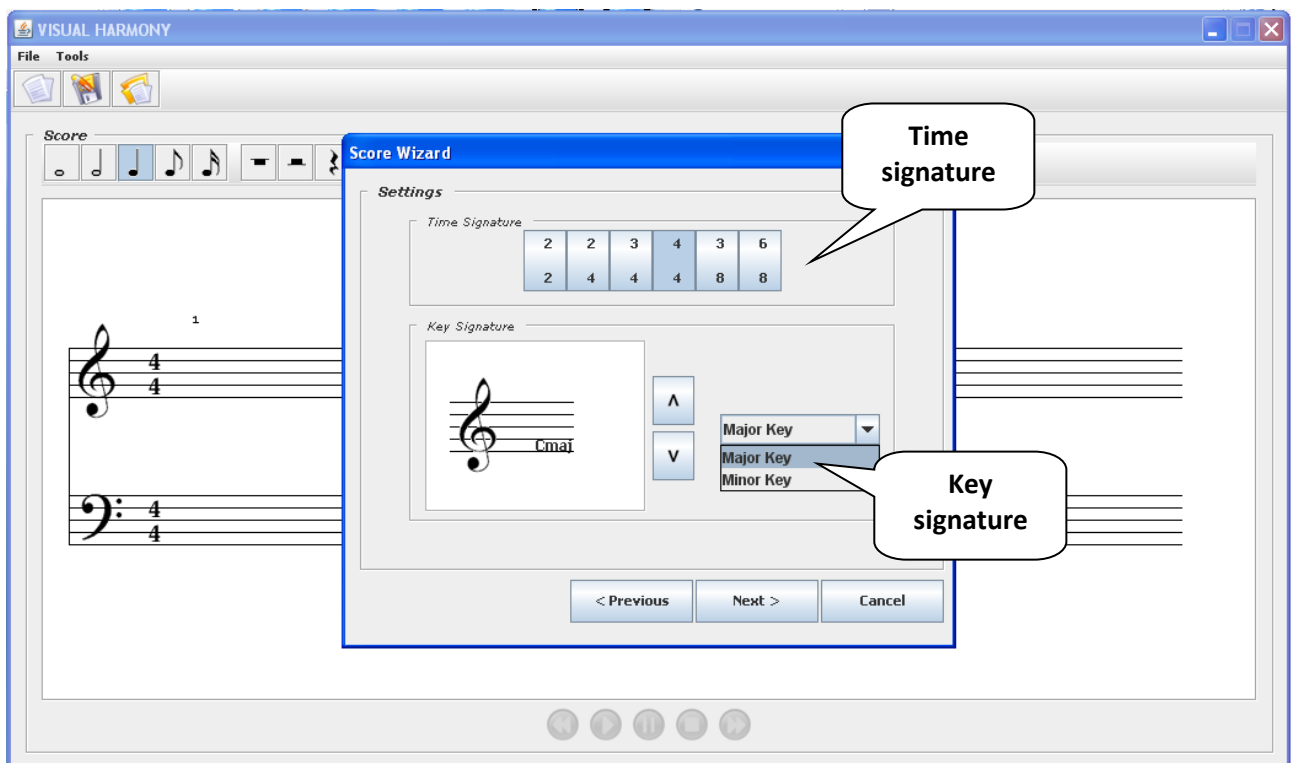 VISUAL HARMONY
File Tools
Score
Score Wizard
Time
signature
Settings
Time Signature
2 2 3 4 3 6
2 4 4 4 8 8
1
Key Signature
4
4
Cmaj
Λ
V
Major Key
Major Key
Minor Key
Key
signature
4
4
< Previous Next > Cancel